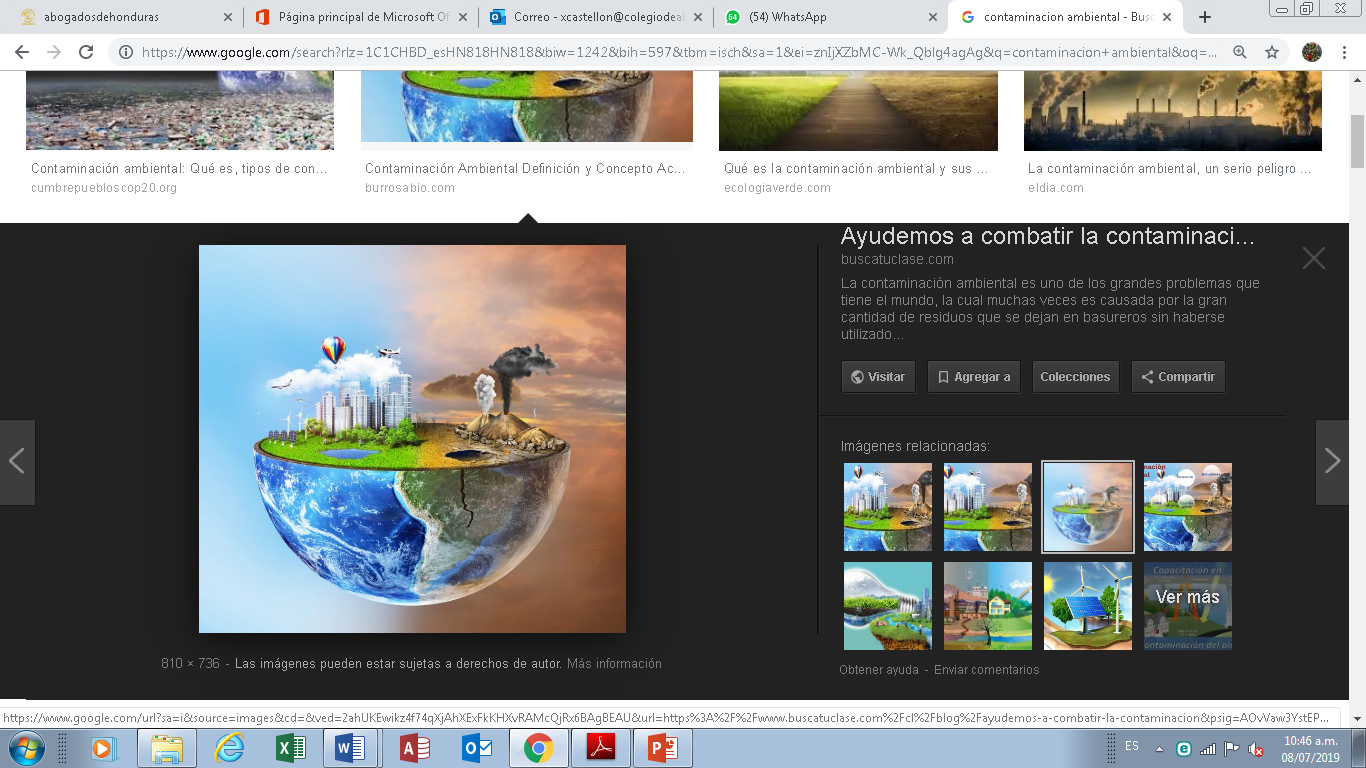 abogadosdehonduras
Página principal de Microsoft Of
Correo - xcastellon@colegiodeal
54 (54) WhatsApp
contaminacion ambiental - Busc
https://www.google.com/search?rlz=1C1CHBD_esHN818HN818&biw=1242&bih=597&tbm=isch&sa=1&ei=znIjXZbMC-Wk_Qblg4agAg&q=contaminacion+ambiental&oq=...
Contaminación ambiental: Qué es, tipos de con...
cumbrepuebloscop20.org
Contaminación Ambiental Definición y Concepto Ac...
burrosabio.com
Qué es la contaminación ambiental y sus ...
ecologiaverde.com
La contaminación ambiental, un serio peligro ...
eldia.com
Ayudemos a combatir la contaminaci...
buscatuclase.com
La contaminación ambiental es uno de los grandes problemas que
tiene el mundo, la cual muchas veces es causada por la gran
cantidad de residuos que se dejan en basureros sin haberse
utilizado...
Visitar
Agregar a
Colecciones
Compartir
Imágenes relacionadas:
Capacitación en:
Ver más
ontaminación del ai
810 × 736 - Las imágenes pueden estar sujetas a derechos de autor. Más información
Obtener ayuda - Enviar comentarios
https://www.google.com/url?sa=i&source=images&cd=&ved=2ahUKEwikz4f74qXjAhXExFkKHXvRAMcQjRx6BAgBEAU&url=https%3A%2F%2Fwww.buscatuclase.com%2Fcl%2Fblog%2Fayudemos-a-combatir-la-contaminacion&psig=AOvVaw3YstEP...
ES
10:46 a.m.
08/07/2019